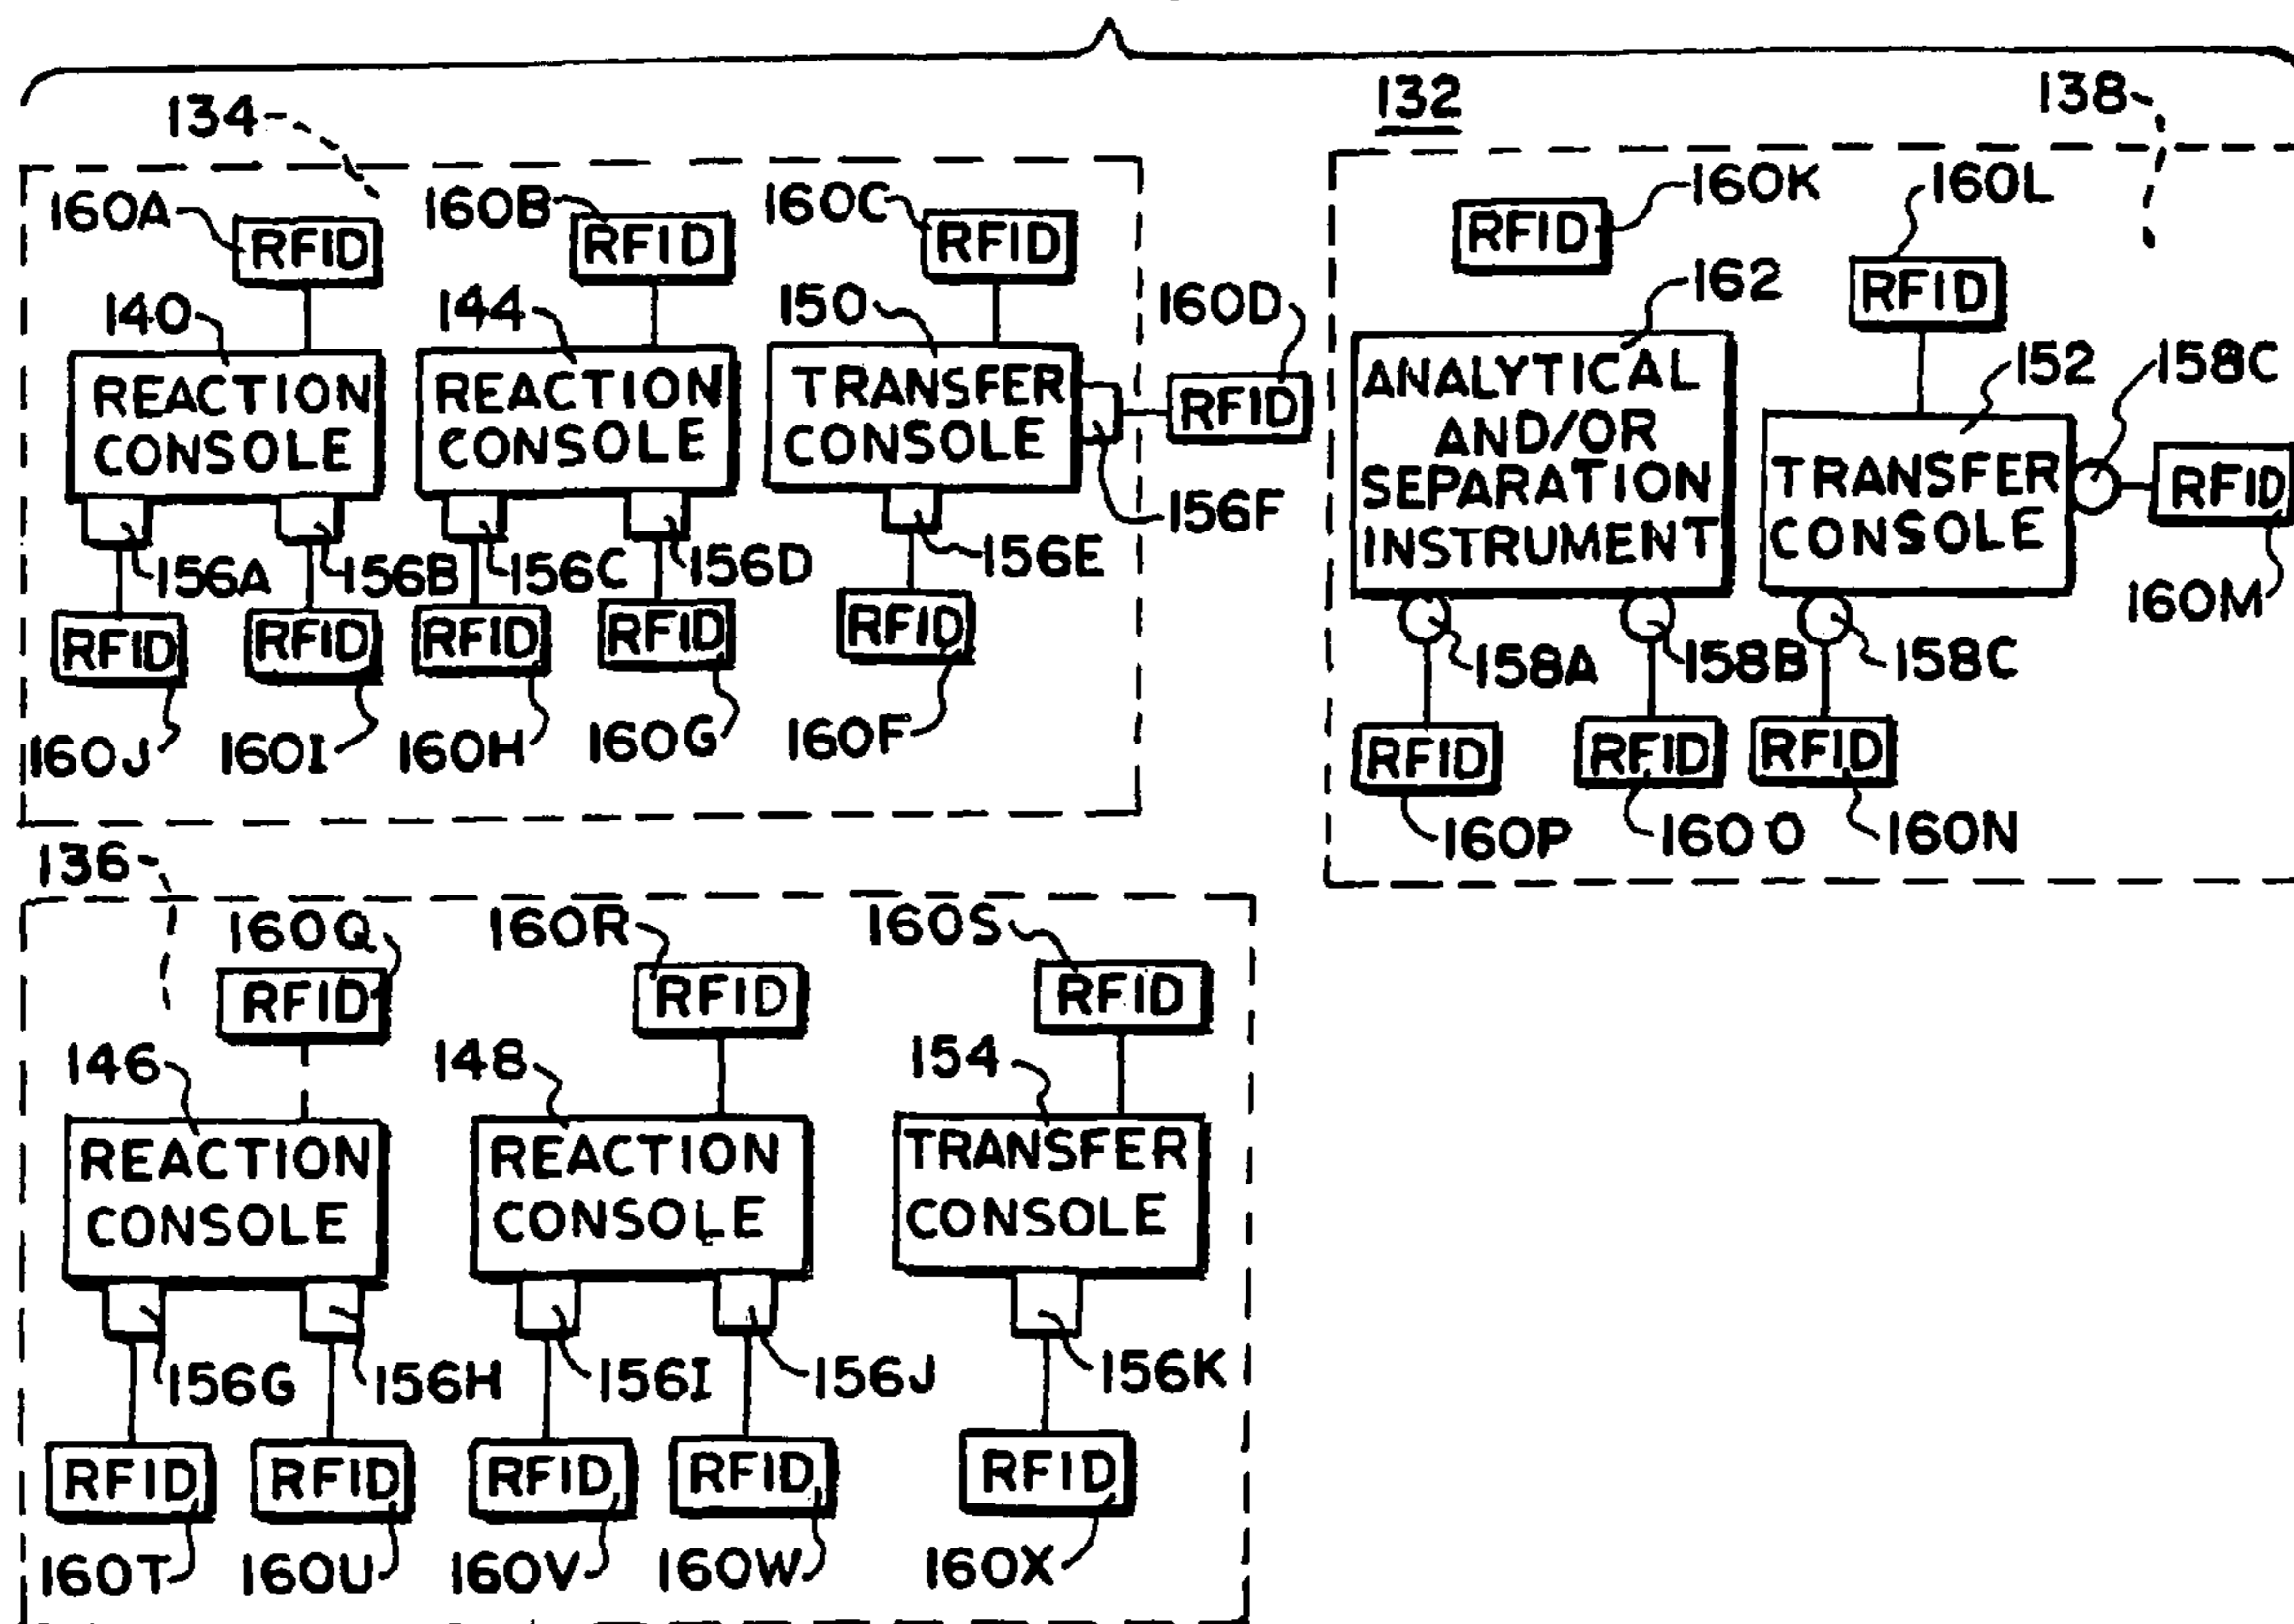 132
134
138
160A
160B
160C
RFID
RFID
RFID
140
144
150
160D
REACTION
CONSOLE
REACTION
CONSOLE
TRANSFER
CONSOLE
RFID
156F
156A
156B
156C
156D
156E
RFID
RFID
RFID
RFID
RFID
160J
160I
160H
160G
160F
160K
160L
RFID
RFID
162
152
158C
ANALYTICAL
AND/OR
SEPARATION
INSTRUMENT
TRANSFER
CONSOLE
RFID
160M
158A
158B
158C
RFID
RFID
RFID
160P
160O
160N
136
160Q
160R
160S
RFID
RFID
RFID
146
148
154
REACTION
CONSOLE
REACTION
CONSOLE
TRANSFER
CONSOLE
156G
156H
156I
156J
156K
RFID
RFID
RFID
RFID
RFID
160T
160U
160V
160W
160X